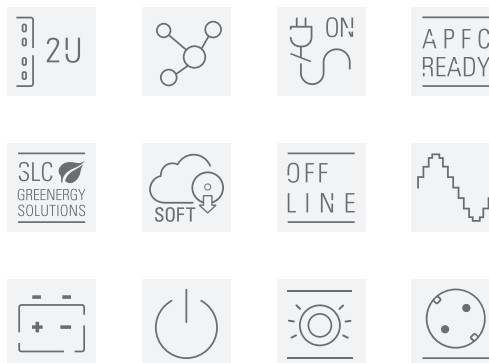 2U
ON
APFC
READY
SLC
GREENERGY
SOLUTIONS
SOFT
OFF
LINE